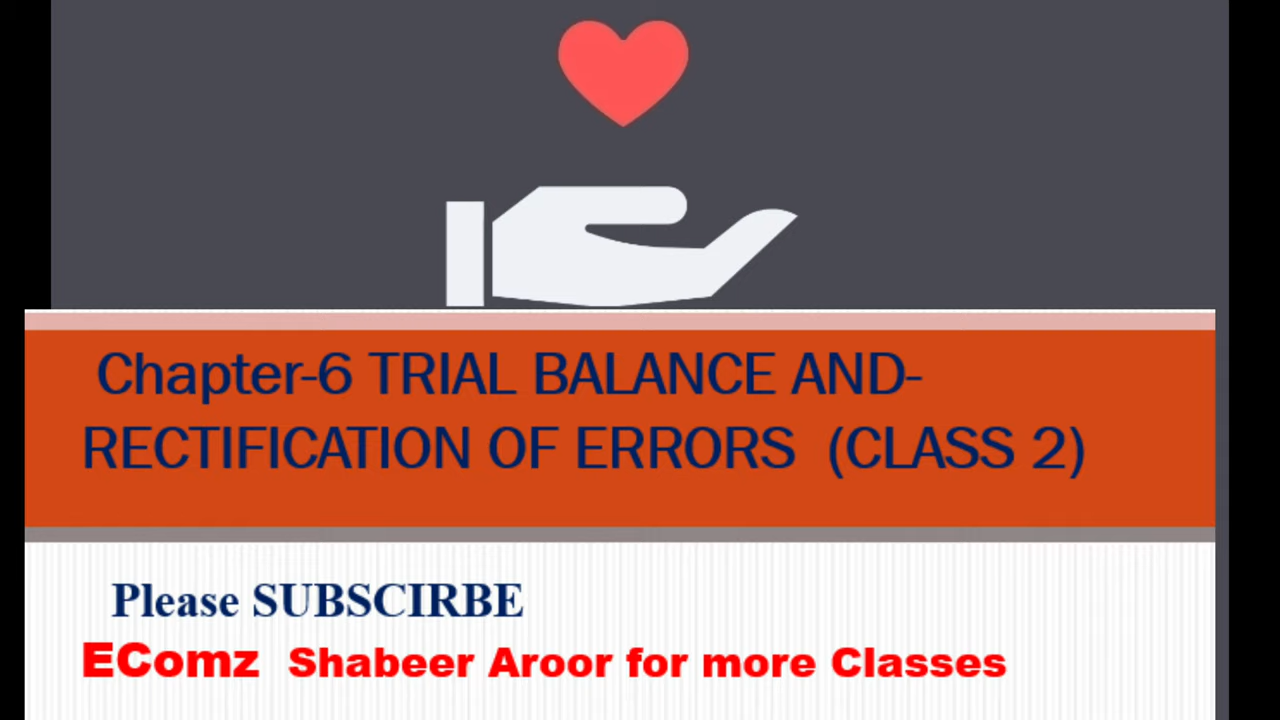 Chapter-6 TRIAL BALANCE AND-
RECTIFICATION OF ERRORS (CLASS 2)
Please SUBSCIRBE
EComz Shabeer Aroor for more Classes